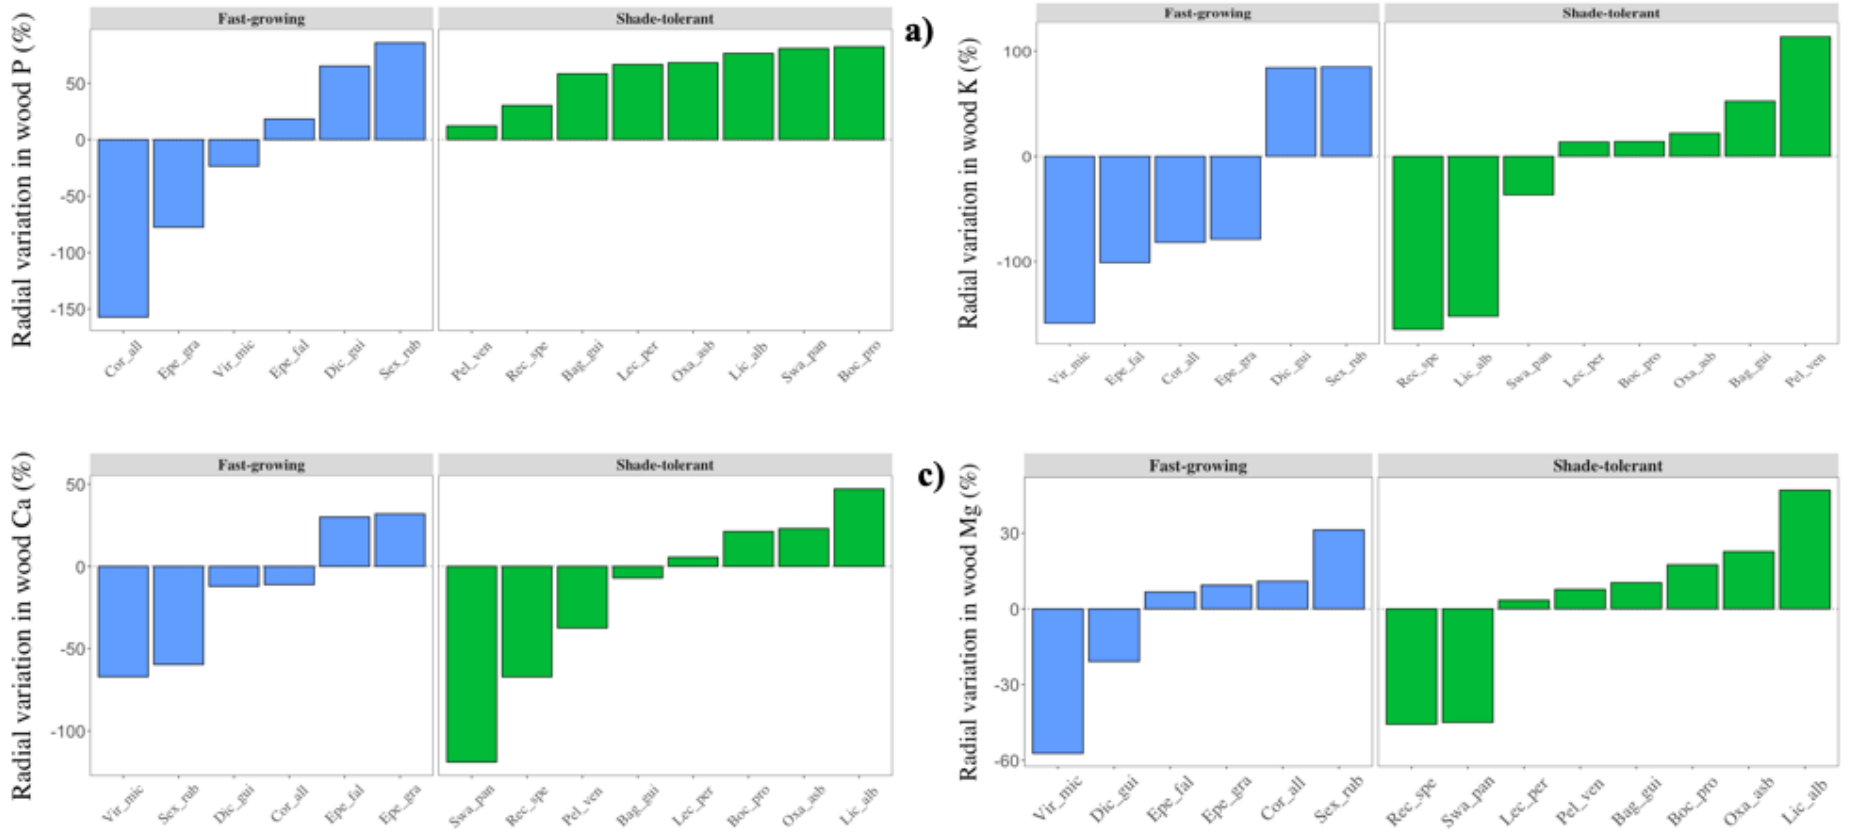 Fast-growing
Shade-tolerant
Radial variation in wood P (%)
50
0
-50
-100
-150
Cor_all
Epe_gra
Vir_mic
Epe_fal
Dic_gui
Sex_rub
Pel_ven
Rec_spe
Bag_gui
Lec_per
Oxa_asb
Lic_alb
Swa_pan
Boc_pro
a)
Fast-growing
Shade-tolerant
Radial variation in wood K (%)
100
0
-100
Vir_mic
Epe_fal
Cor_all
Epe_gra
Dic_gui
Sex_rub
Rec_spe
Lic_alb
Swa_pan
Lec_per
Boc_pro
Oxa_asb
Bag_gui
Pel_ven
Fast-growing
Shade-tolerant
Radial variation in wood Ca (%)
50
0
-50
-100
Vir_mic
Sex_rub
Dic_gui
Cor_all
Epe_fal
Epe_gra
Swa_pan
Rec_spe
Pel_ven
Bag_gui
Lec_per
Boc_pro
Oxa_asb
Lic_alb
c)
Fast-growing
Shade-tolerant
Radial variation in wood Mg (%)
30
0
-30
-60
Vir_mic
Dic_gui
Epe_fal
Epe_gra
Cor_all
Sex_rub
Rec_spe
Swa_pan
Lec_per
Pel_ven
Bag_gui
Boc_pro
Oxa_asb
Lic_alb